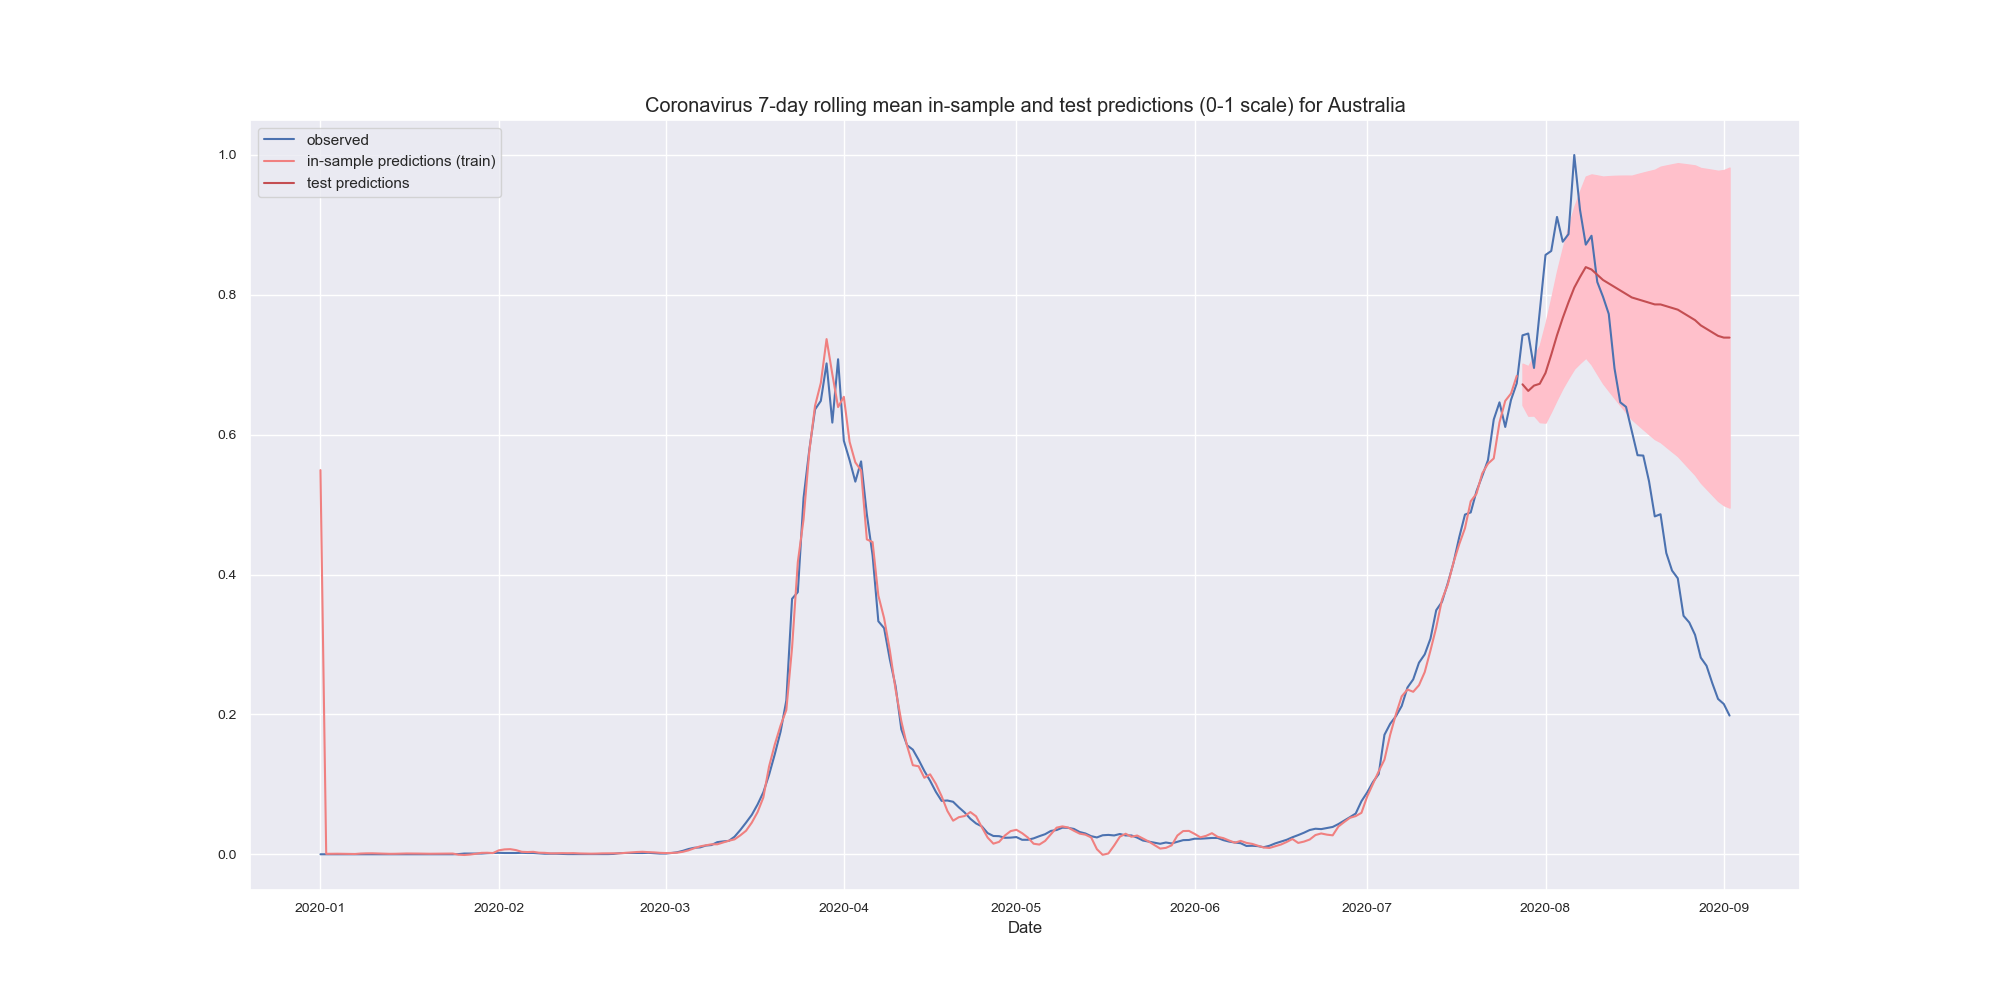 Coronavirus 7-day rolling mean in-sample and test predictions (0-1 scale) for Australia
observed
in-sample predictions (train)
test predictions
1.0
0.8
0.6
0.4
0.2
0.0
2020-01 2020-02 2020-03 2020-04 2020-05 2020-06 2020-07 2020-08 2020-09
Date